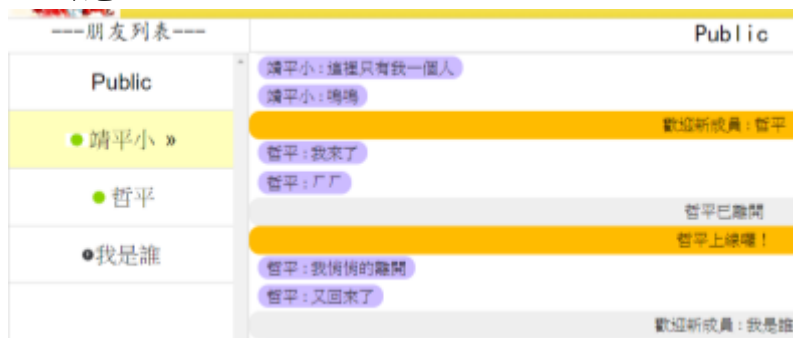 ---朋友列表---
Public
Public
靖平小 »
哲平
我是誰
靖平小 : 這裡只有我一個人
靖平小 : 嗚嗚
歡迎新成員 : 哲平
哲平 : 我來了
哲平 : 厂厂
哲平已離開
哲平上線囉！
哲平 : 我悄悄的離開
哲平 : 又回來了
歡迎新成員 : 我是誰